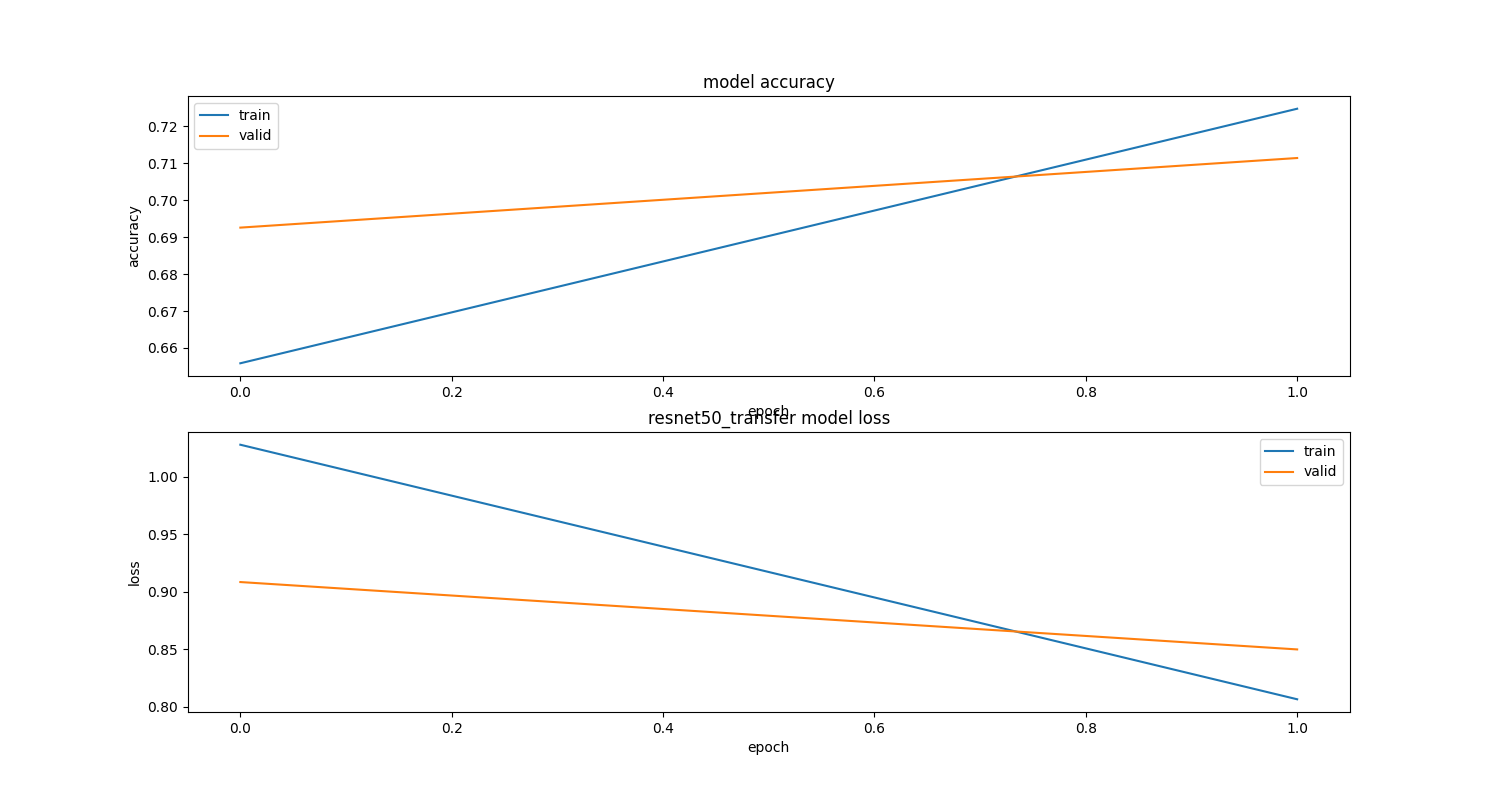 model accuracy
train
valid
0.72
0.71
0.70
0.69
0.68
0.67
0.66
accuracy
0.0 0.2 0.4 0.6 0.8 1.0
epoch
resnet50_transfer model loss
train
valid
1.00
0.95
0.90
0.85
0.80
loss
0.0 0.2 0.4 0.6 0.8 1.0
epoch